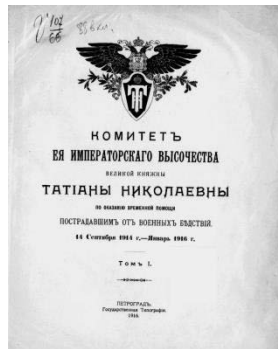 КОМИТЕТЪ
ЕЯ ИМПЕРАТОРСКАГО ВЫСОЧЕСТВА
ВЕЛИКОЙ КНЯЖНЫ
ТАТІАНЫ НИКОЛАЕВНЫ
ПО ОКАЗАНІЮ ВРЕМЕННОЙ ПОМОЩИ
ПОСТРАДАВШИМЪ ОТЪ ВОЕННЫХЪ БѢДСТВІЙ.
14 Сентября 1914 г.—Январь 1916 г.
Томъ I.
ПЕТРОГРАДЪ.
Государственная Типографія.
1916.